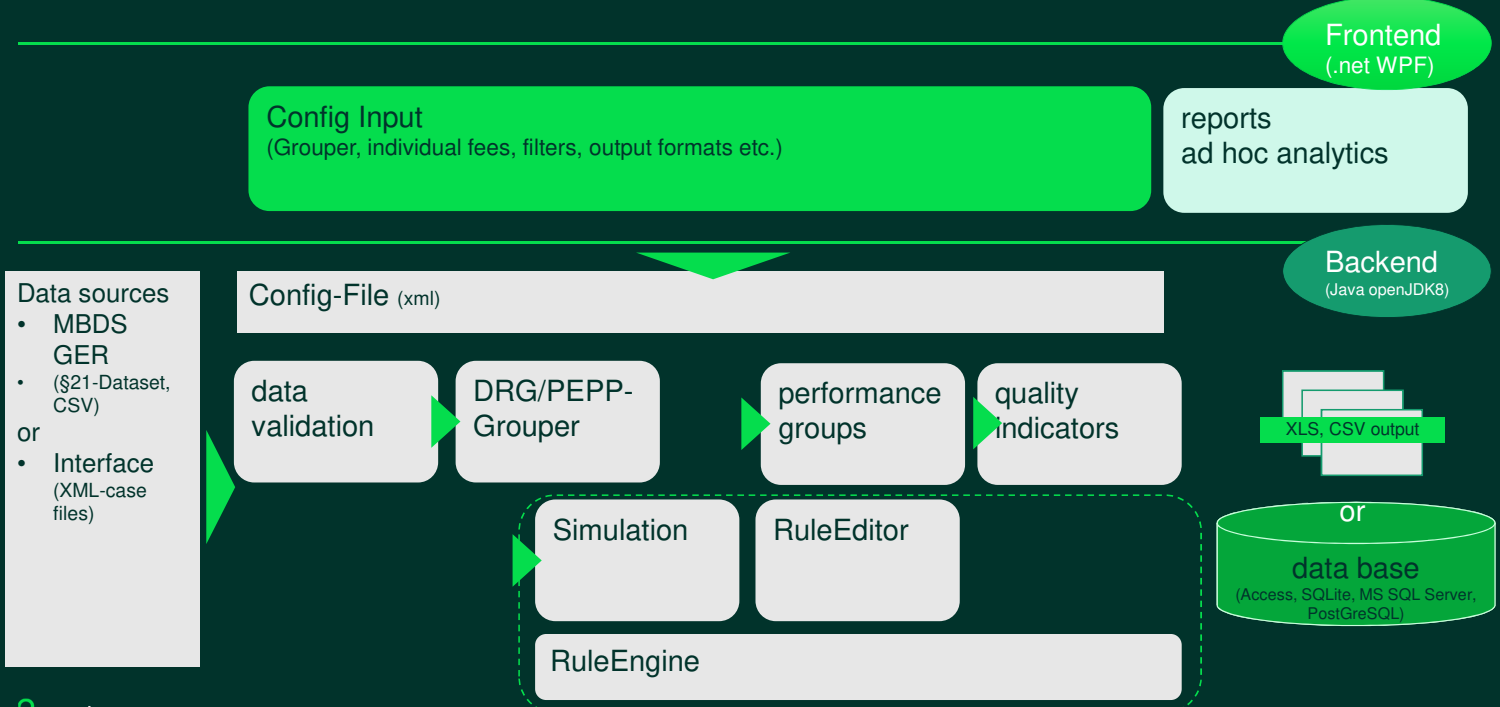 Frontend
(.net WPF)
Config Input
(Grouper, individual fees, filters, output formats etc.)
reports
ad hoc analytics
Backend
(Java openJDK8)
Data sources
• MBDS
GER
• (§21-Dataset,
CSV)
or
• Interface
(XML-case
files)
Config-File (xml)
data
validation
DRG/PEPP-
Grouper
performance
groups
quality
indicators
XLS, CSV output
or
data base
(Access, SQLite, MS SQL Server,
PostGreSQL)
Simulation
RuleEditor
RuleEngine